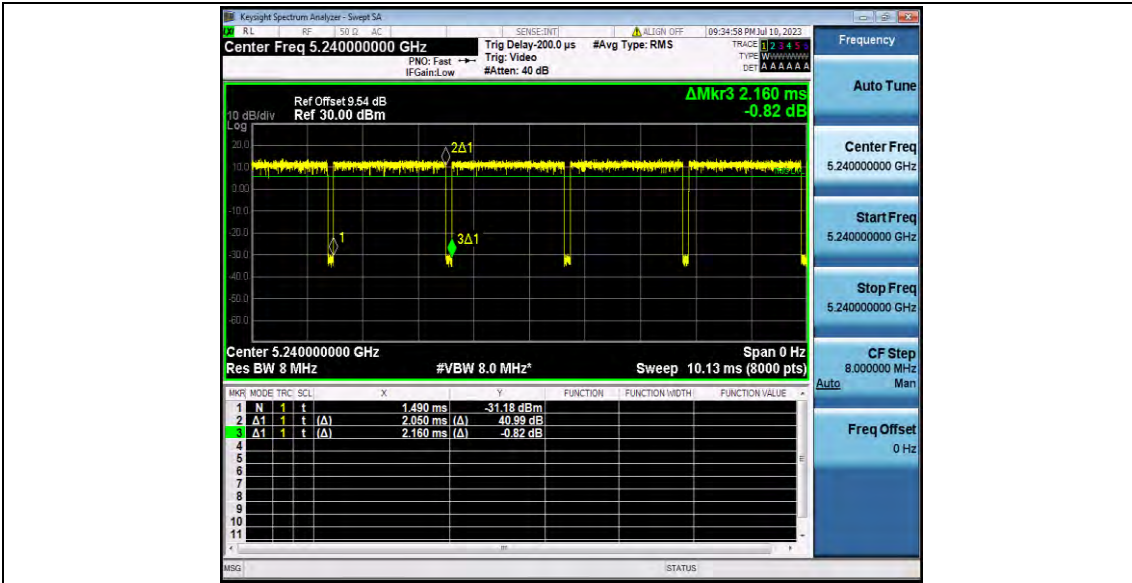 Keysight Spectrum Analyzer - Swept SA
RL RF 50 Ω AC SENSE:INT ALIGN OFF 09:34:58 PM Jul 10, 2023
Center Freq 5.240000000 GHz
PNO: Fast
IFGain:Low
Trig Delay-200.0 µs
Trig: Video
#Atten: 40 dB
#Avg Type: RMS
TRACE 1 2 3 4 5 6
TYPE WWWWWW
DET A A A A A A
ΔMkr3 2.160 ms
-0.82 dB
Ref Offset 9.54 dB
10 dB/div Ref 30.00 dBm
Log
20.0
10.0
0.00
-10.0
-20.0
-30.0
-40.0
-50.0
-60.0
2Δ1
1
3Δ1
Center 5.240000000 GHz Span 0 Hz
Res BW 8 MHz #VBW 8.0 MHz* Sweep 10.13 ms (8000 pts)
MKR MODE TRC SCL X Y FUNCTION FUNCTION WIDTH FUNCTION VALUE
1 N 1 t 1.490 ms -31.18 dBm
2 Δ1 1 t (Δ) 2.050 ms (Δ) 40.99 dB
3 Δ1 1 t (Δ) 2.160 ms (Δ) -0.82 dB
4
5
6
7
8
9
10
11
MSG STATUS
Frequency
Auto Tune
Center Freq
5.240000000 GHz
Start Freq
5.240000000 GHz
Stop Freq
5.240000000 GHz
CF Step
8.000000 MHz
Auto Man
Freq Offset
0 Hz